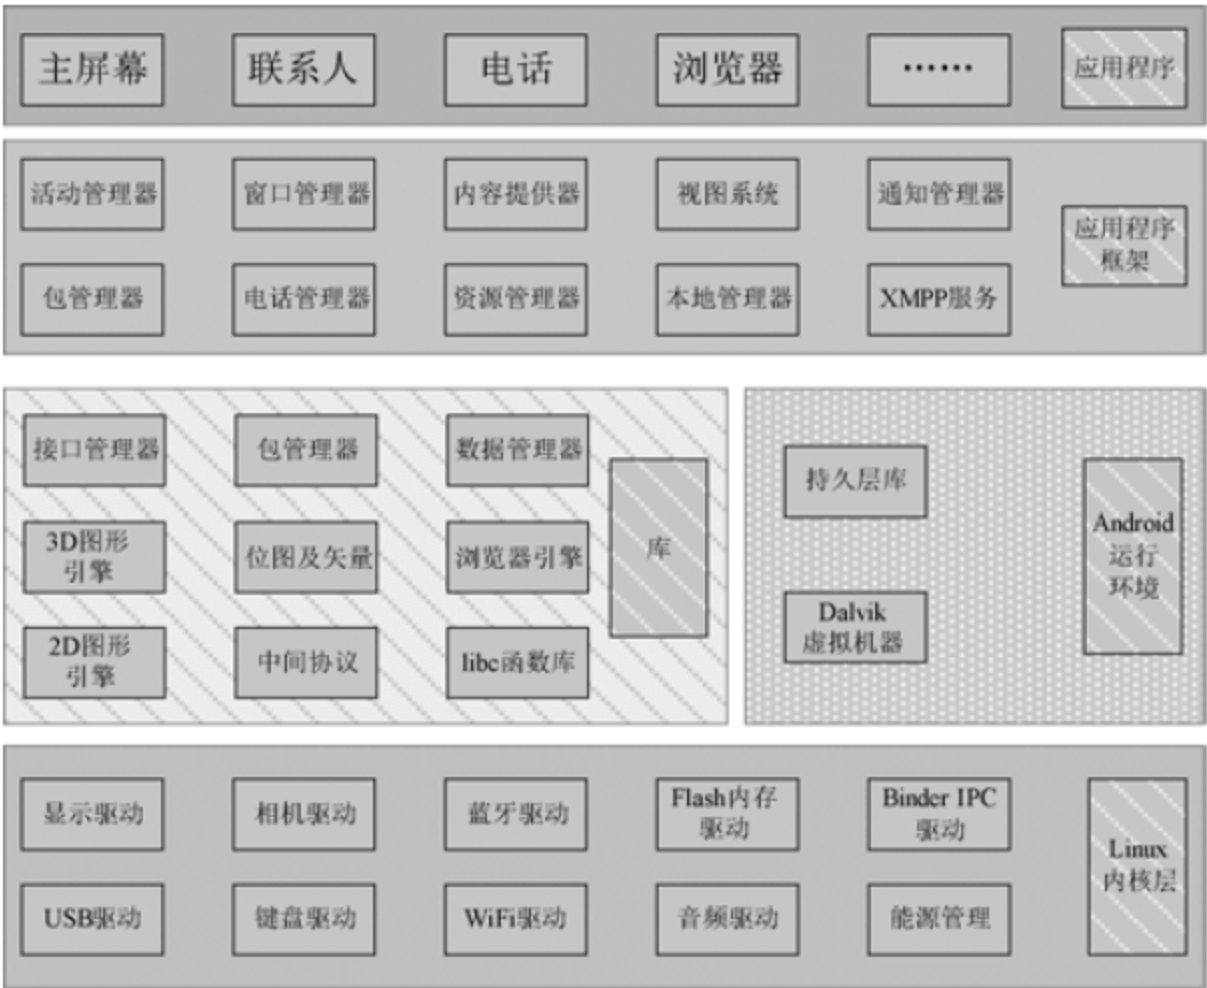 主屏幕
联系人
电话
浏览器
……
应用程序
活动管理器
窗口管理器
内容提供器
视图系统
通知管理器
应用程序
框架
包管理器
电话管理器
资源管理器
本地管理器
XMPP服务
接口管理器
包管理器
数据管理器
3D图形
引擎
位图及矢量
浏览器引擎
2D图形
引擎
中间协议
libc函数库
库
持久层库
Dalvik
虚拟机器
Android
运行
环境
显示驱动
相机驱动
蓝牙驱动
Flash内存
驱动
Binder IPC
驱动
USB驱动
键盘驱动
WiFi驱动
音频驱动
能源管理
Linux
内核层